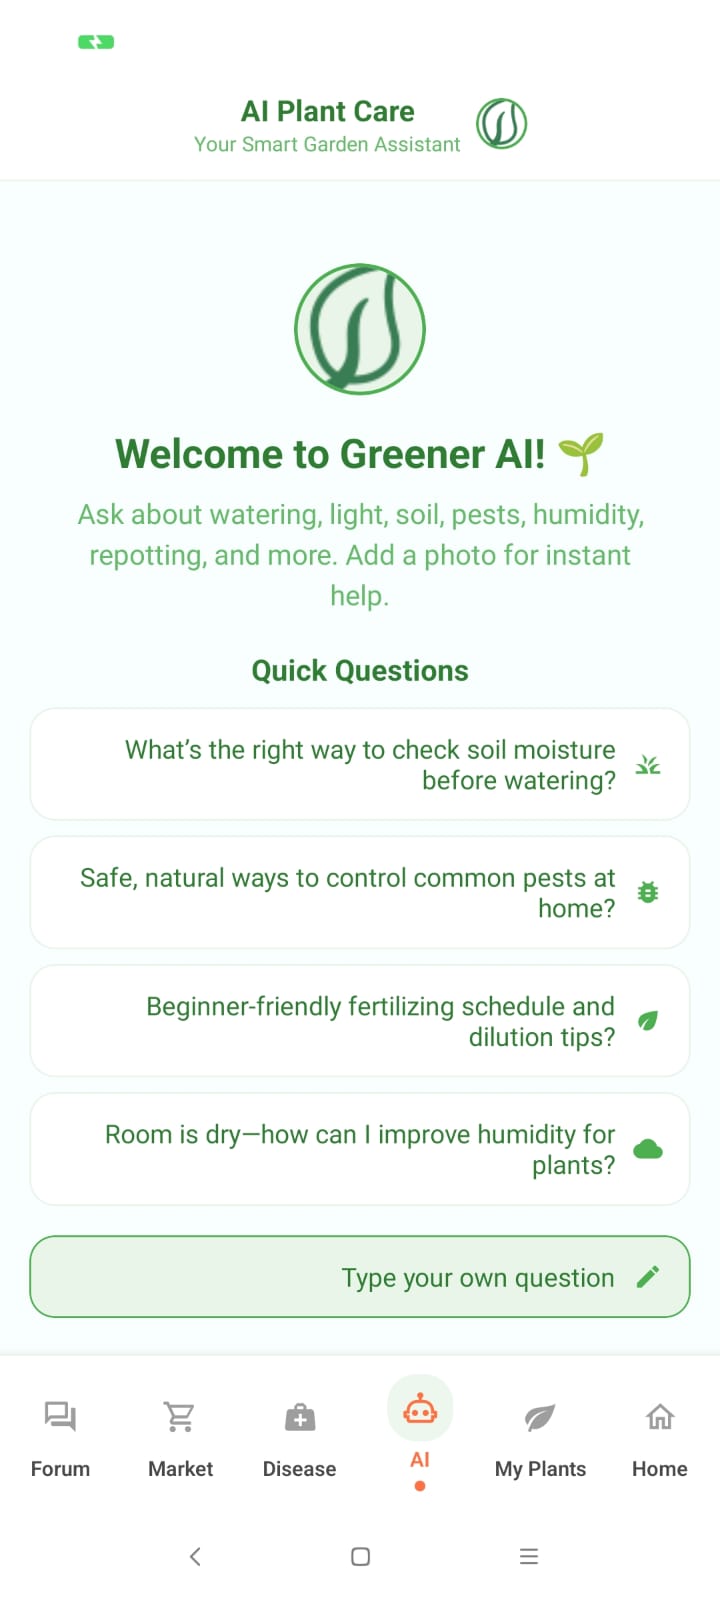 AI Plant Care
Your Smart Garden Assistant
Welcome to Greener AI! 🌱
Ask about watering, light, soil, pests, humidity,
repotting, and more. Add a photo for instant
help.
Quick Questions
What’s the right way to check soil moisture
before watering?
Safe, natural ways to control common pests at
home?
Beginner-friendly fertilizing schedule and
dilution tips?
Room is dry—how can I improve humidity for
plants?
Type your own question
Forum
Market
Disease
AI
My Plants
Home